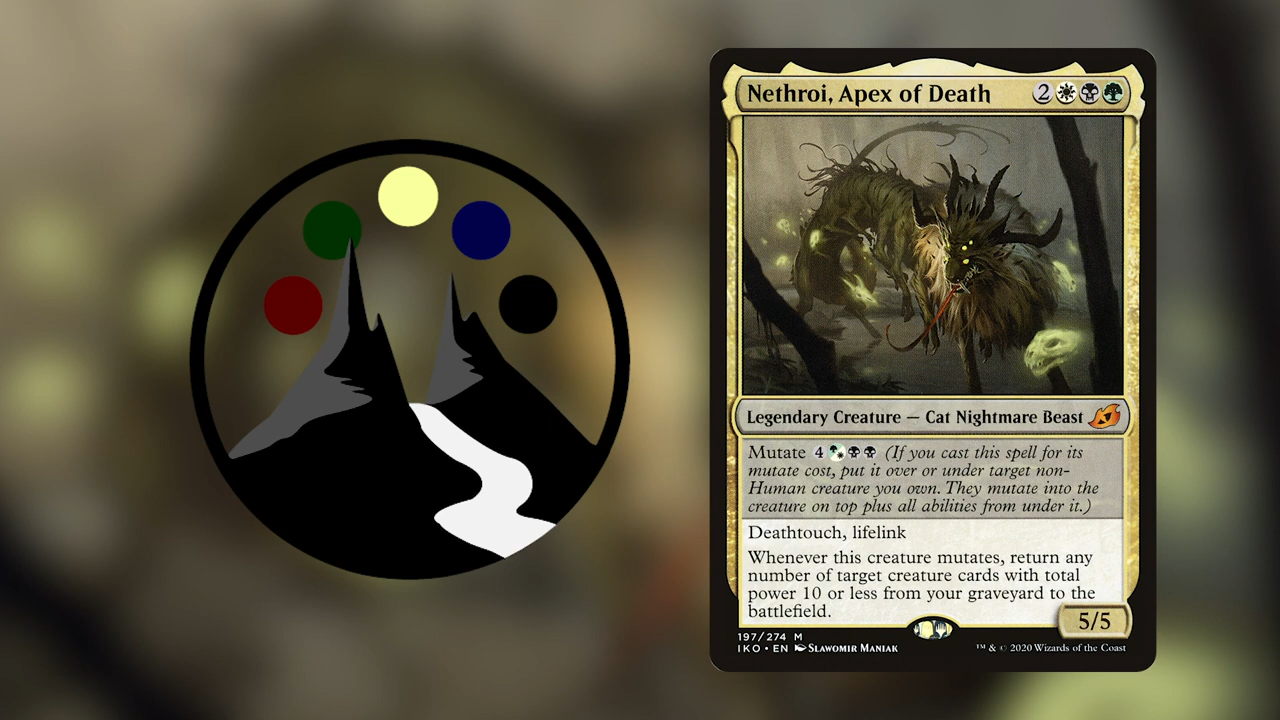 Nethroi, Apex of Death 2
Legendary Creature — Cat Nightmare Beast
Mutate 4 (If you cast this spell for its
mutate cost, put it over or under target non-
Human creature you own. They mutate into the
creature on top plus all abilities from under it.)
Deathtouch, lifelink
Whenever this creature mutates, return any
number of target creature cards with total
power 10 or less from your graveyard to the
battlefield.
5/5
197/274 M
IKO • EN SLAWOMIR MANIAK
™ & © 2020 Wizards of the Coast